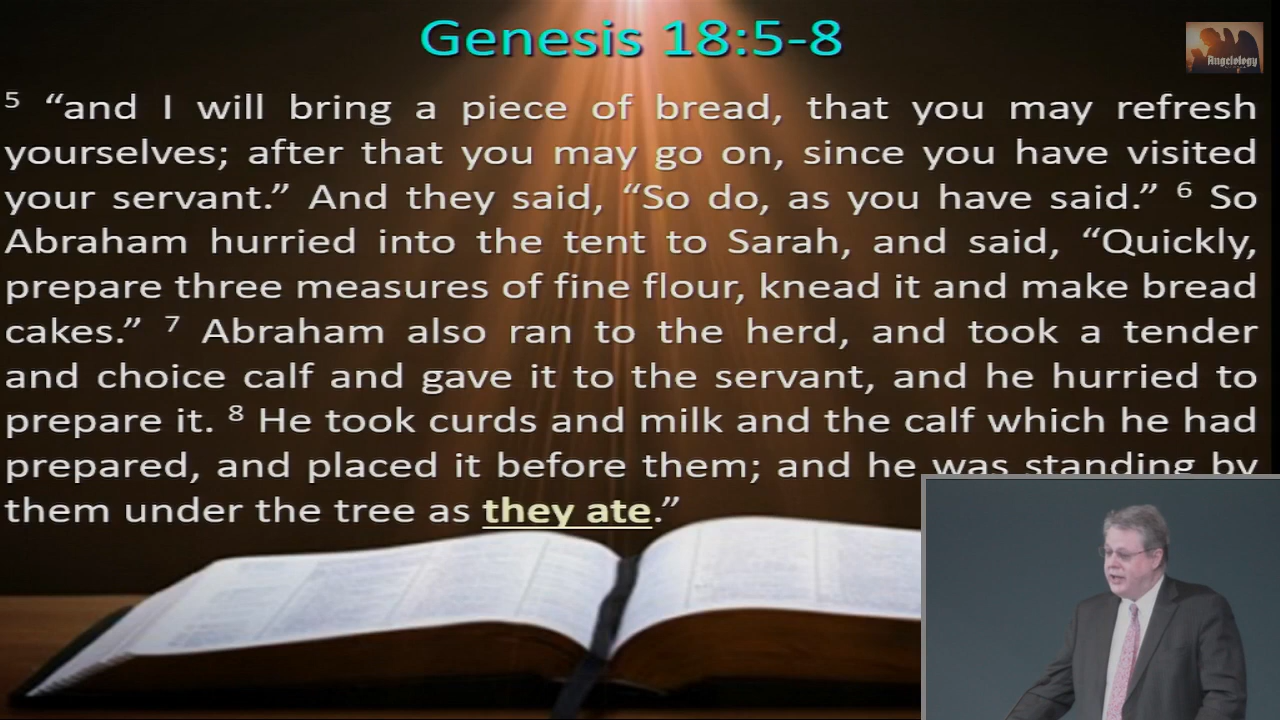 Genesis 18:5-8
Angelology
5 “and I will bring a piece of bread, that you may refresh
yourselves; after that you may go on, since you have visited
your servant.” And they said, “So do, as you have said.” 6 So
Abraham hurried into the tent to Sarah, and said, “Quickly,
prepare three measures of fine flour, knead it and make bread
cakes.” 7 Abraham also ran to the herd, and took a tender
and choice calf and gave it to the servant, and he hurried to
prepare it. 8 He took curds and milk and the calf which he had
prepared, and placed it before them; and he was standing by
them under the tree as they ate.”